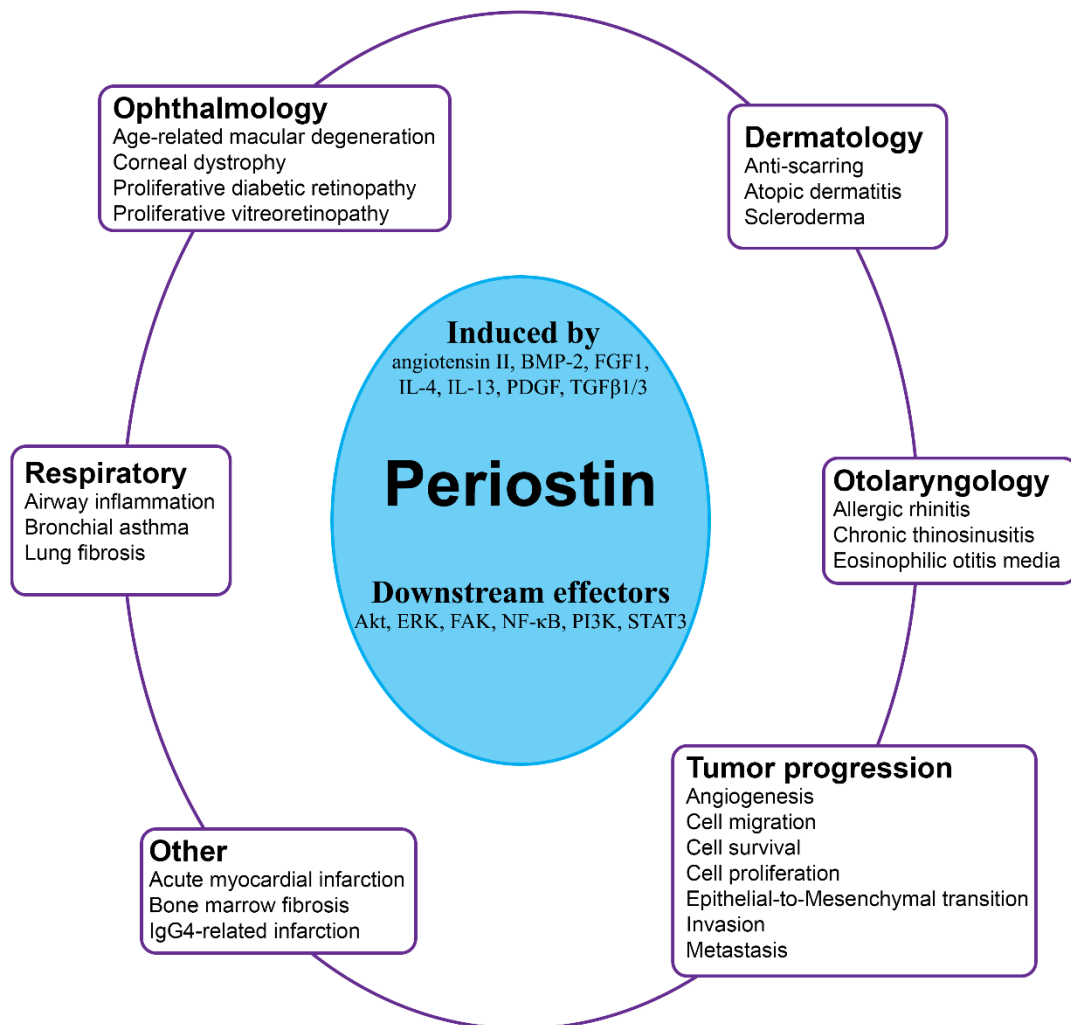 Ophthalmology
Age-related macular degeneration
Corneal dystrophy
Proliferative diabetic retinopathy
Proliferative vitreoretinopathy
Dermatology
Anti-scarring
Atopic dermatitis
Scleroderma
Induced by
angiotensin II, BMP-2, FGF1,
IL-4, IL-13, PDGF, TGFβ1/3
Periostin
Downstream effectors
Akt, ERK, FAK, NF-κB, PI3K, STAT3
Respiratory
Airway inflammation
Bronchial asthma
Lung fibrosis
Otolaryngology
Allergic rhinitis
Chronic thinosinusitis
Eosinophilic otitis media
Other
Acute myocardial infarction
Bone marrow fibrosis
IgG4-related infarction
Tumor progression
Angiogenesis
Cell migration
Cell survival
Cell proliferation
Epithelial-to-Mesenchymal transition
Invasion
Metastasis